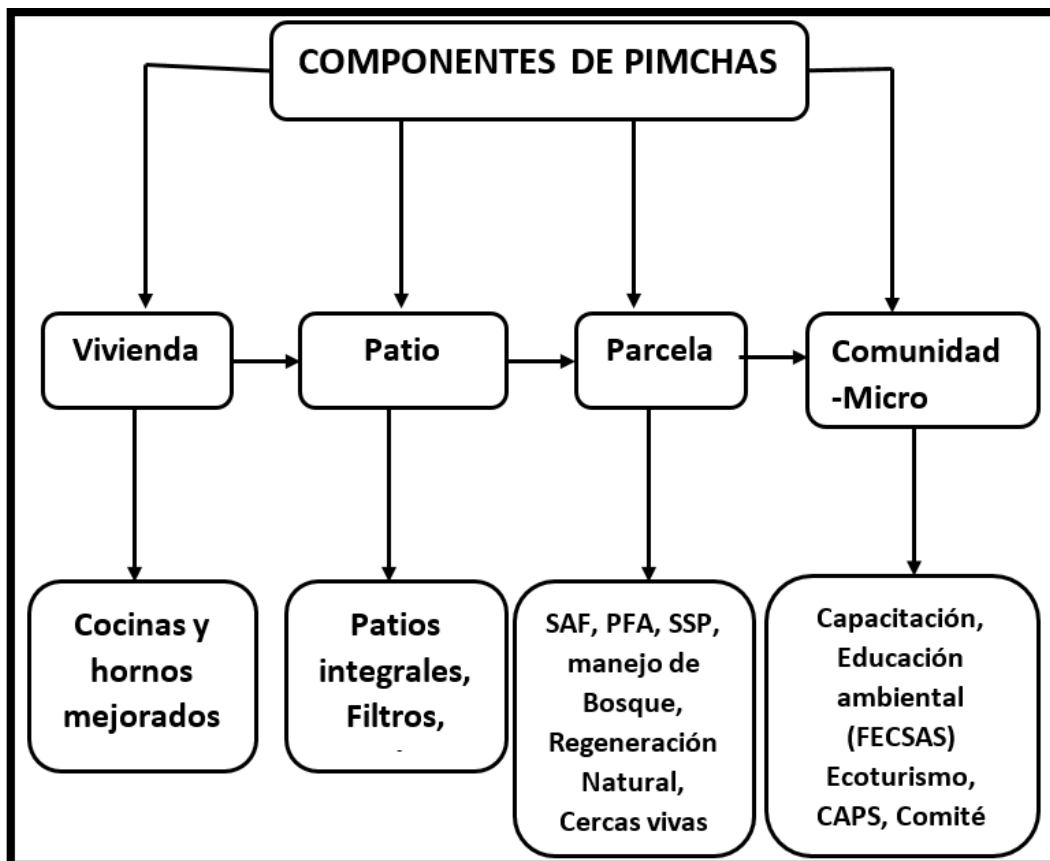 COMPONENTES DE PIMCHAS
Vivienda
Patio
Parcela
Comunidad
-Micro
Cocinas y
hornos
mejorados
Patios
integrales,
Filtros,
SAF, PFA, SSP,
manejo de
Bosque,
Regeneración
Natural,
Cercas vivas
Capacitación,
Educación
ambiental
(FECSAS)
Ecoturismo,
CAPS, Comité